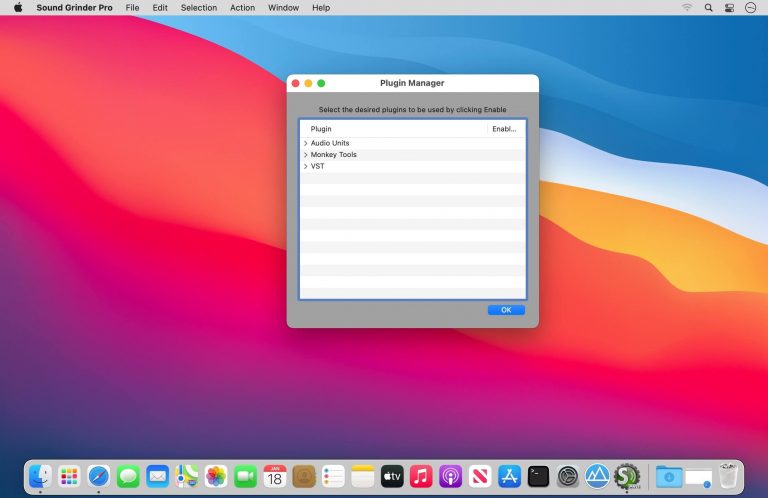 Sound Grinder Pro File Edit Selection Action Window Help
Plugin Manager
Select the desired plugins to be used by clicking Enable
Plugin Enabl...
Audio Units
Monkey Tools
VST
OK
JAN
18
tv